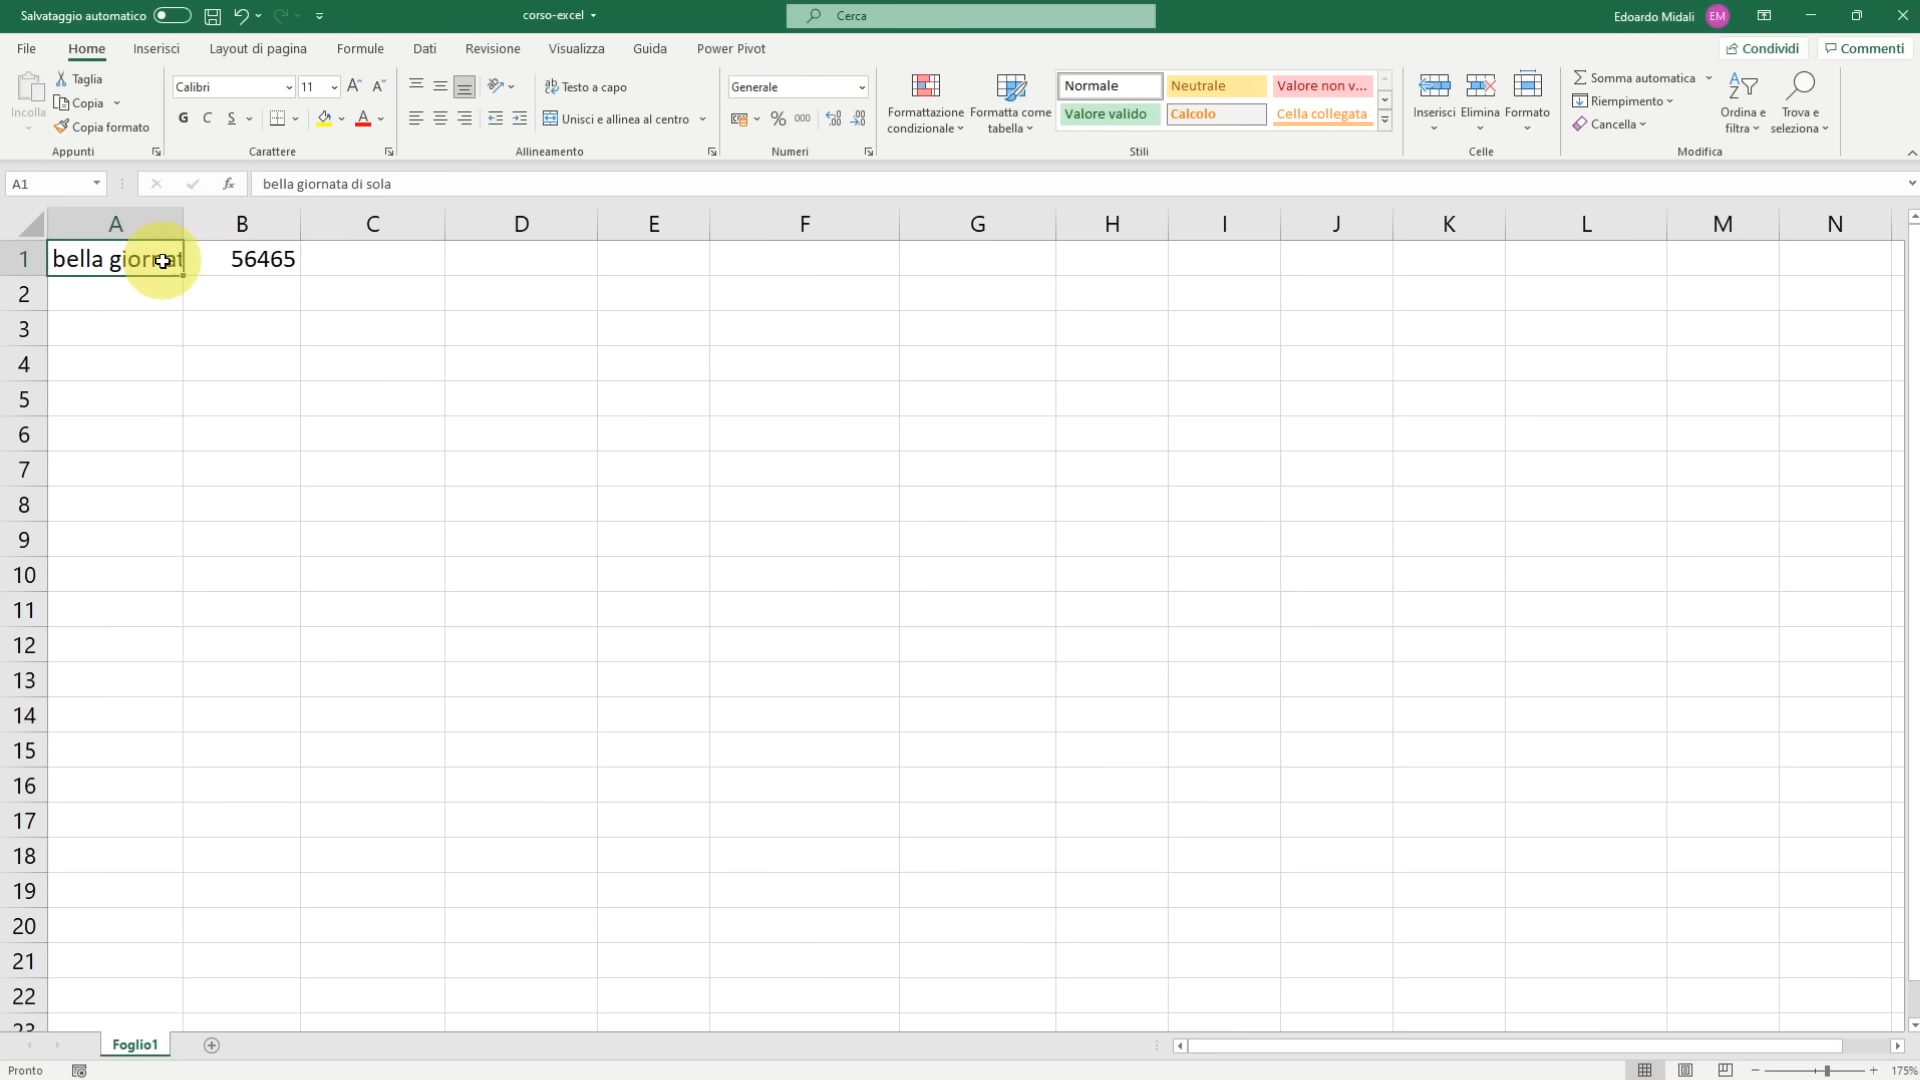 Salvataggio automatico corso-excel Cerca Edoardo Midali EM
File Home Inserisci Layout di pagina Formule Dati Revisione Visualizza Guida Power Pivot Condividi Commenti
Incolla
Taglia
Copia
Copia formato
Appunti
Calibri 11
G C S
Carattere
Testo a capo
Unisci e allinea al centro
Allineamento
Generale
% 000
Numeri
Formattazione condizionale
Formatta come tabella
Normale Neutrale Valore non v...
Valore valido Calcolo Cella collegata
Stili
Inserisci Elimina Formato
Celle
Somma automatica
Riempimento
Cancella
Ordina e filtra
Trova e seleziona
Modifica
A1 fx bella giornata di sola
A B C D E F G H I J K L M N
1 bella giornat 56465
2
3
4
5
6
7
8
9
10
11
12
13
14
15
16
17
18
19
20
21
22
23
Foglio1
Pronto 175%